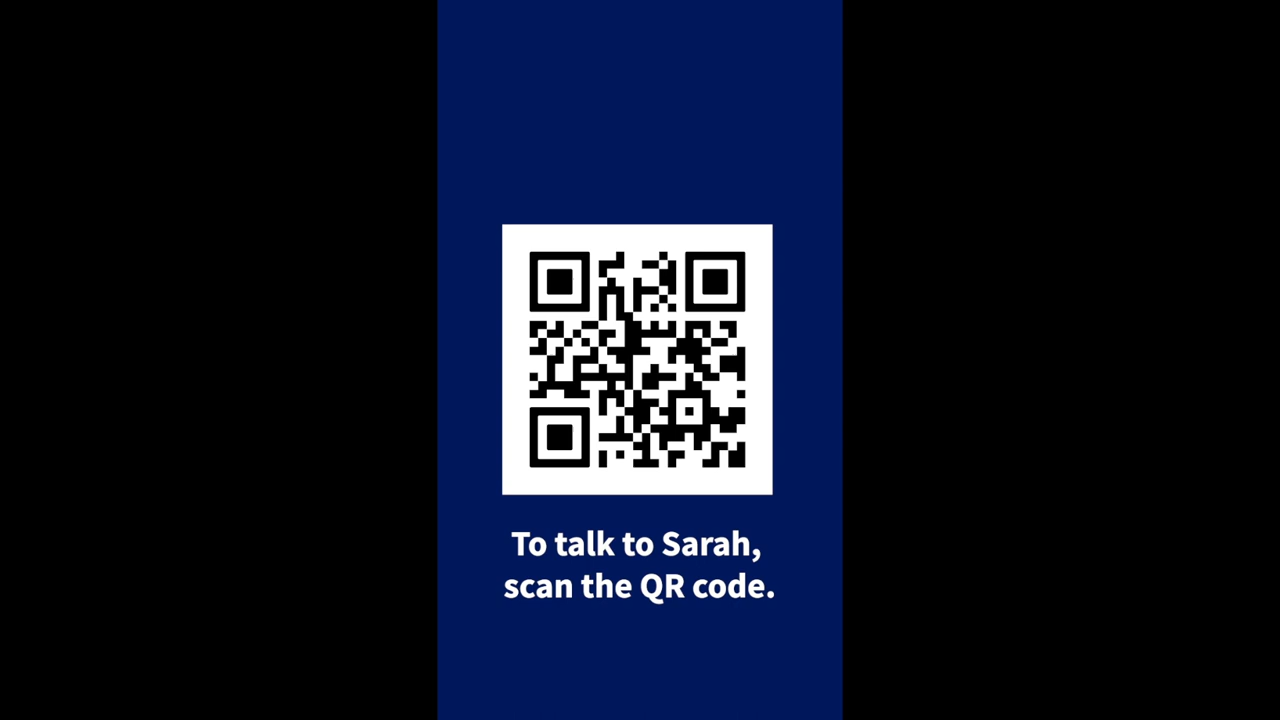 To talk to Sarah,
scan the QR code.